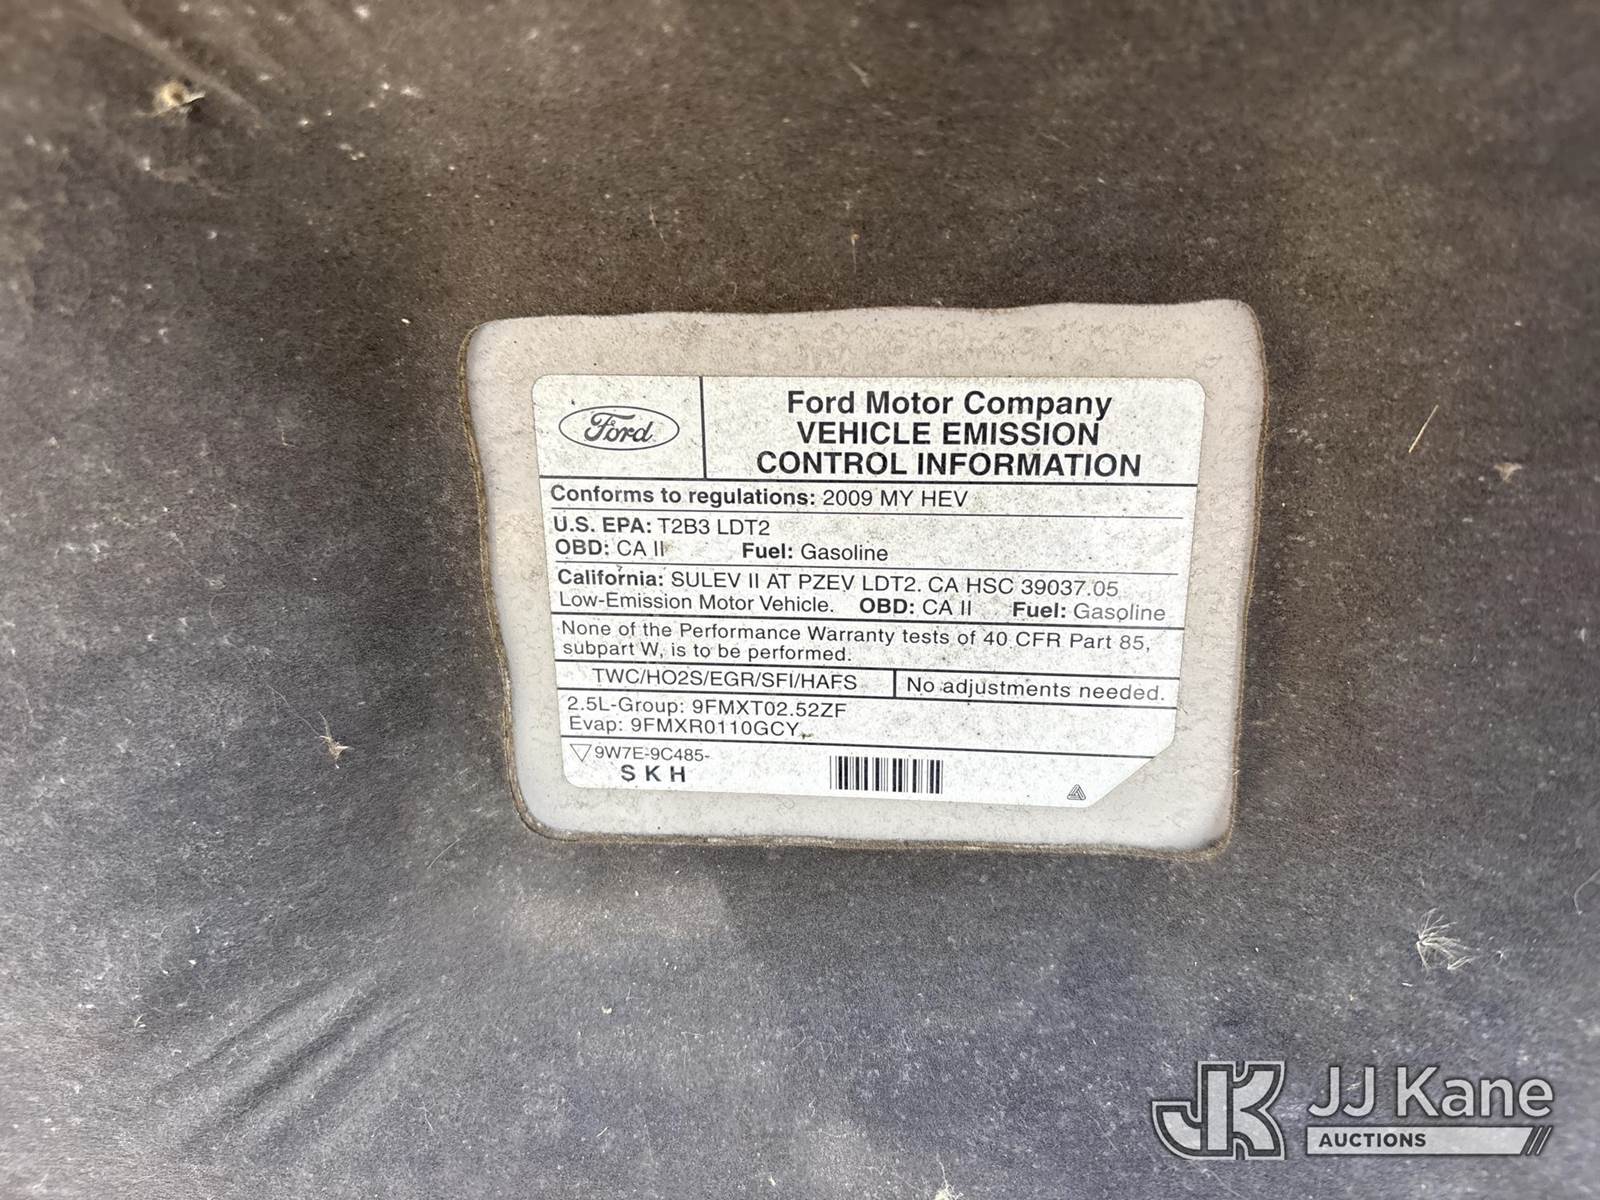 Ford
Ford Motor Company
VEHICLE EMISSION
CONTROL INFORMATION
Conforms to regulations: 2009 MY HEV
U.S. EPA: T2B3 LDT2
OBD: CA II Fuel: Gasoline
California: SULEV II AT PZEV LDT2. CA HSC 39037.05
Low-Emission Motor Vehicle. OBD: CA II Fuel: Gasoline
None of the Performance Warranty tests of 40 CFR Part 85,
subpart W, is to be performed.
TWC/HO2S/EGR/SFI/HAFS No adjustments needed.
2.5L-Group: 9FMXT02.52ZF
Evap: 9FMXR0110GCY
9W7E-9C485-
S K H
JK JJ Kane
AUCTIONS